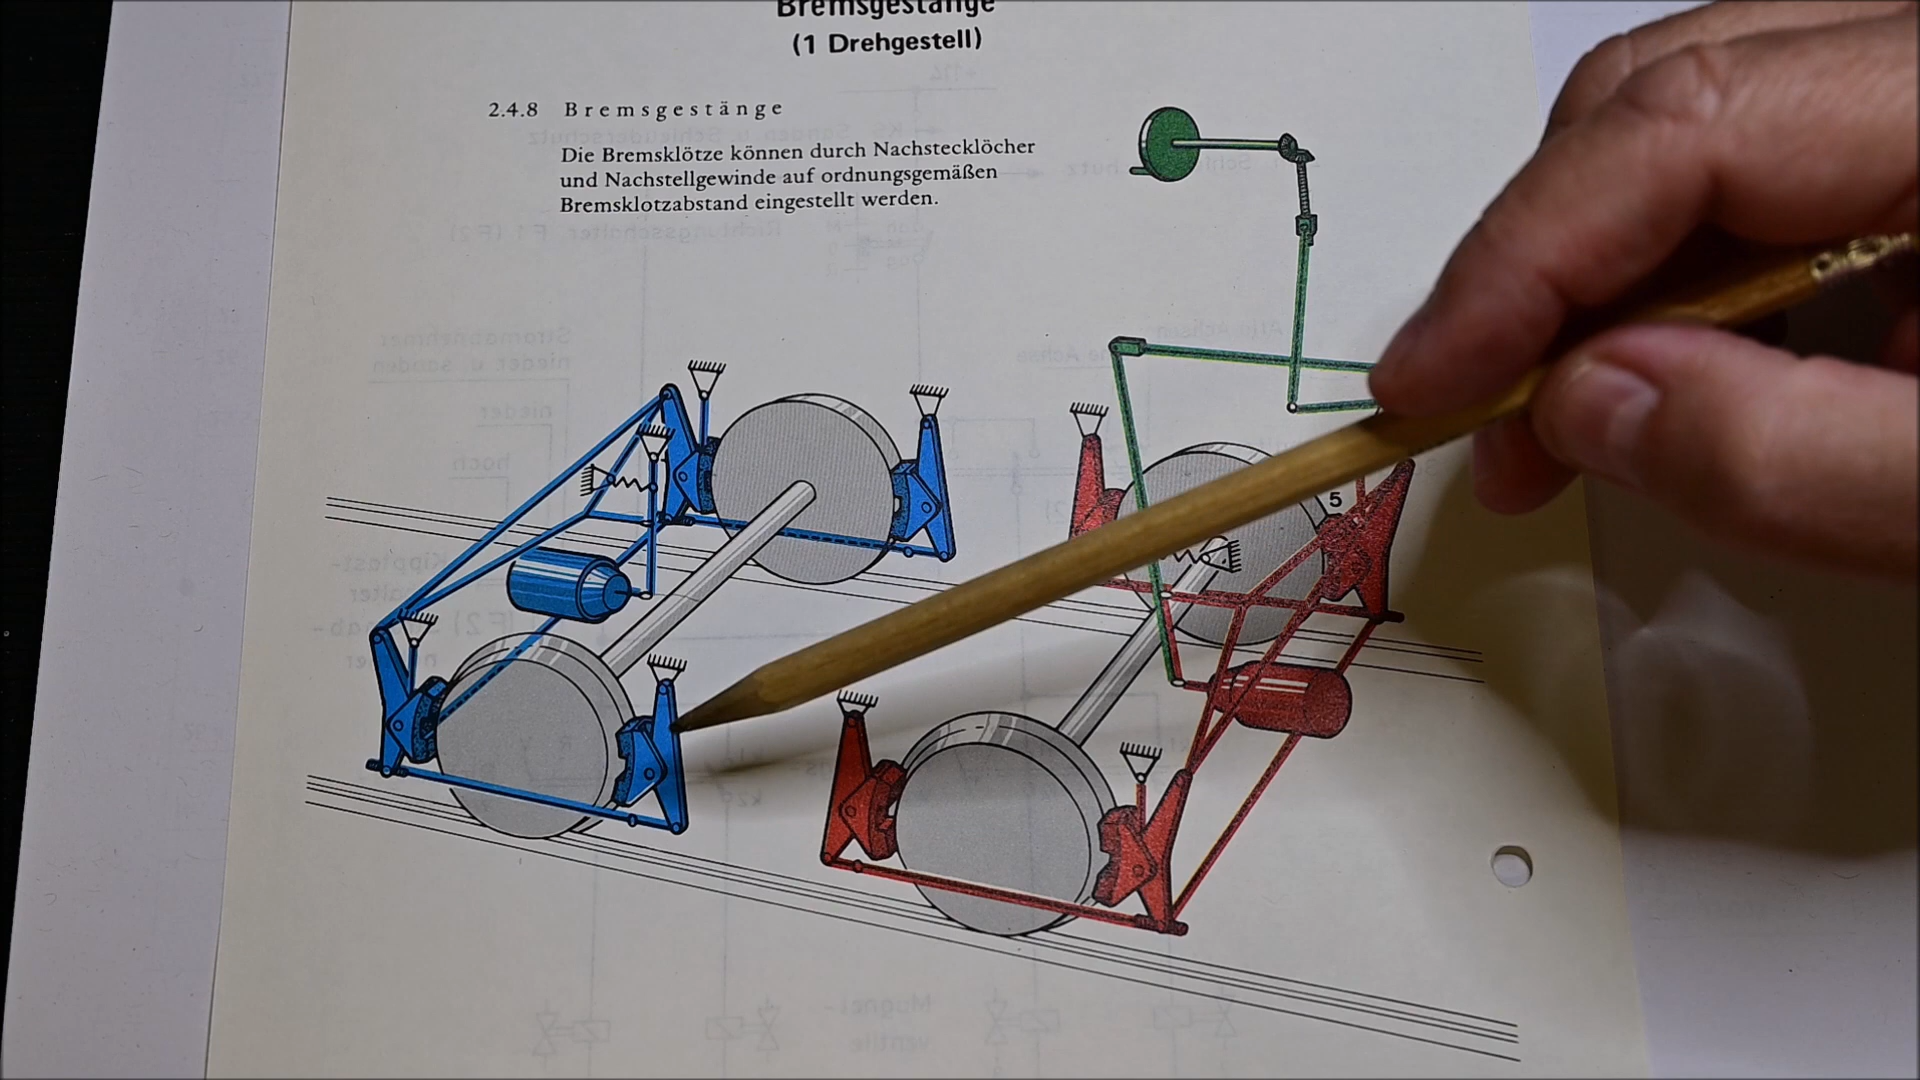 Bremsgestänge
(1 Drehgestell)
2.4.8 Bremsgestänge
Die Bremsklötze können durch Nachstecklöcher
und Nachstellgewinde auf ordnungsgemäßen
Bremsklotzabstand eingestellt werden.
5